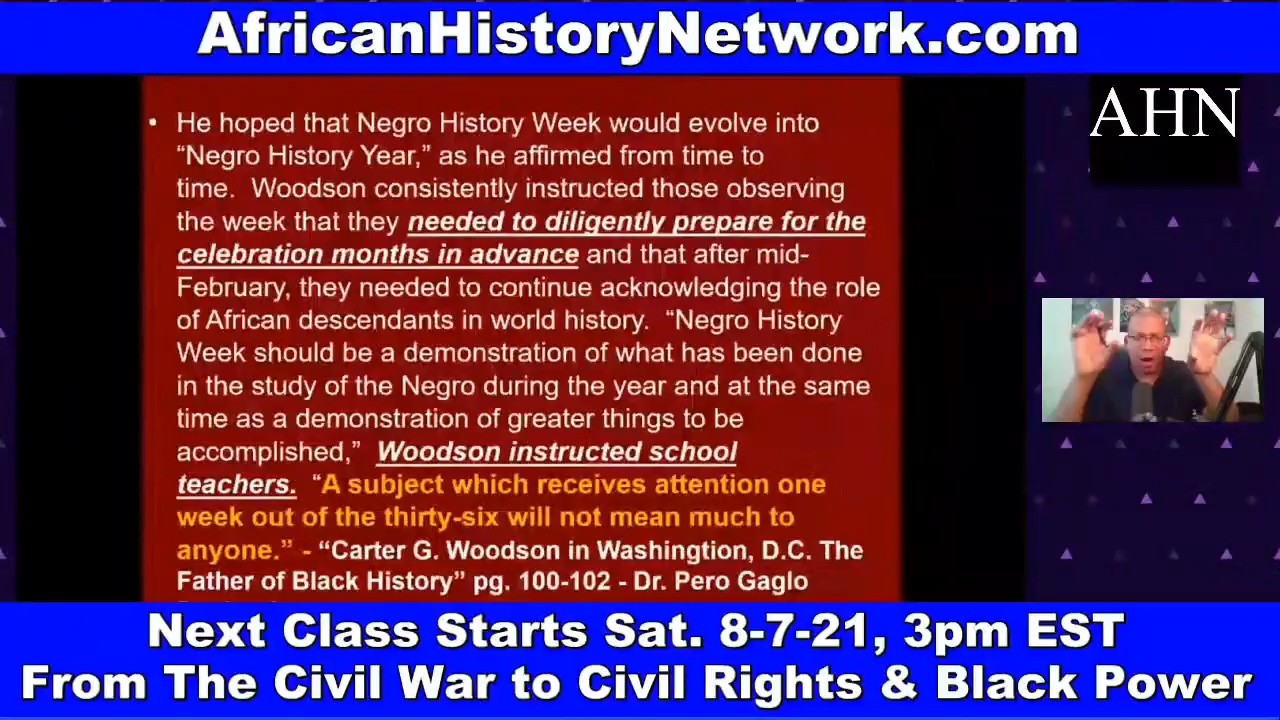 AfricanHistoryNetwork.com
AHN
• He hoped that Negro History Week would evolve into
“Negro History Year,” as he affirmed from time to
time. Woodson consistently instructed those observing
the week that they needed to diligently prepare for the
celebration months in advance and that after mid-
February, they needed to continue acknowledging the role
of African descendants in world history. “Negro History
Week should be a demonstration of what has been done
in the study of the Negro during the year and at the same
time as a demonstration of greater things to be
accomplished,” Woodson instructed school
teachers. “A subject which receives attention one
week out of the thirty-six will not mean much to
anyone.” - “Carter G. Woodson in Washingtion, D.C. The
Father of Black History” pg. 100-102 - Dr. Pero Gaglo
Next Class Starts Sat. 8-7-21, 3pm EST
From The Civil War to Civil Rights & Black Power